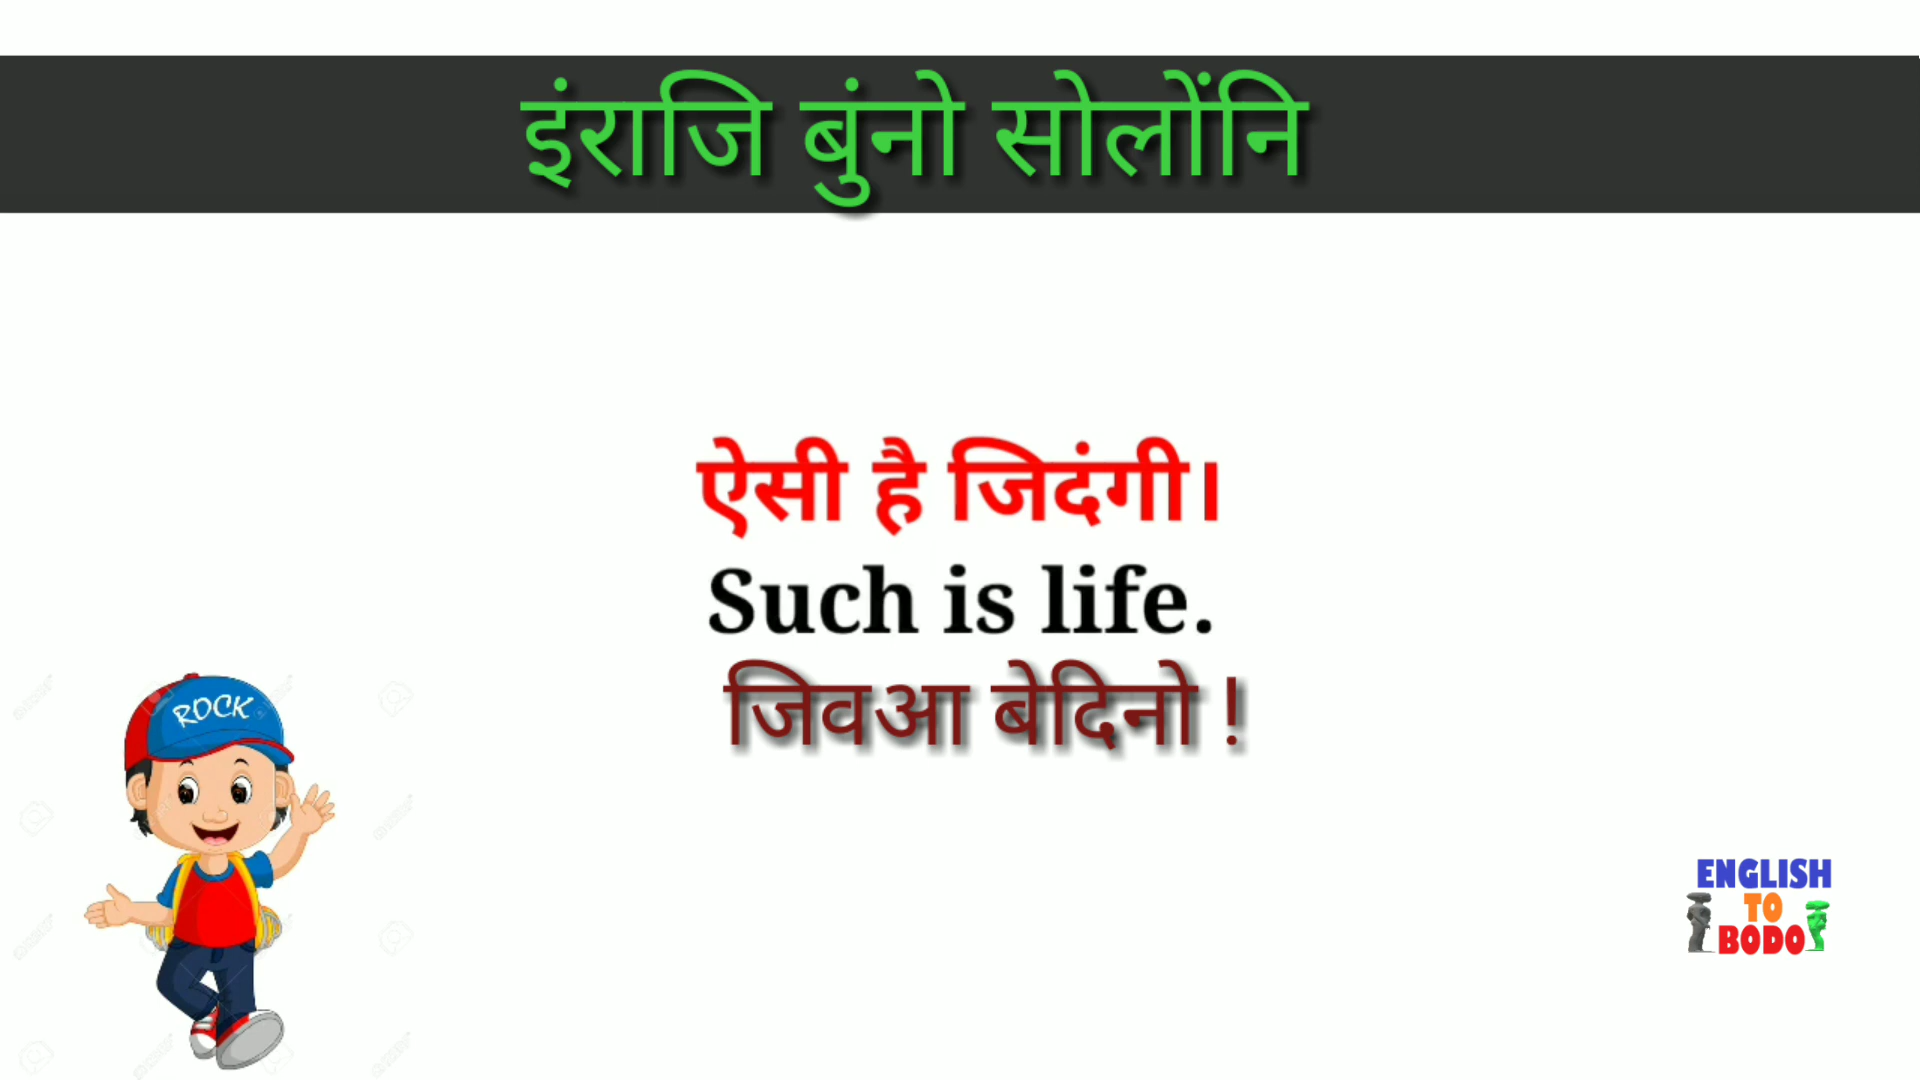 इंराजि बुंनो सोलोंनि
ऐसी है जिदंगी।
Such is life.
जिवआ बेदिनो !
ROCK
ENGLISH
TO
BODO